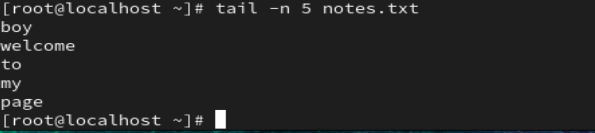 [root@localhost ~]# tail -n 5 notes.txt
boy
welcome
to
my
page
[root@localhost ~]#